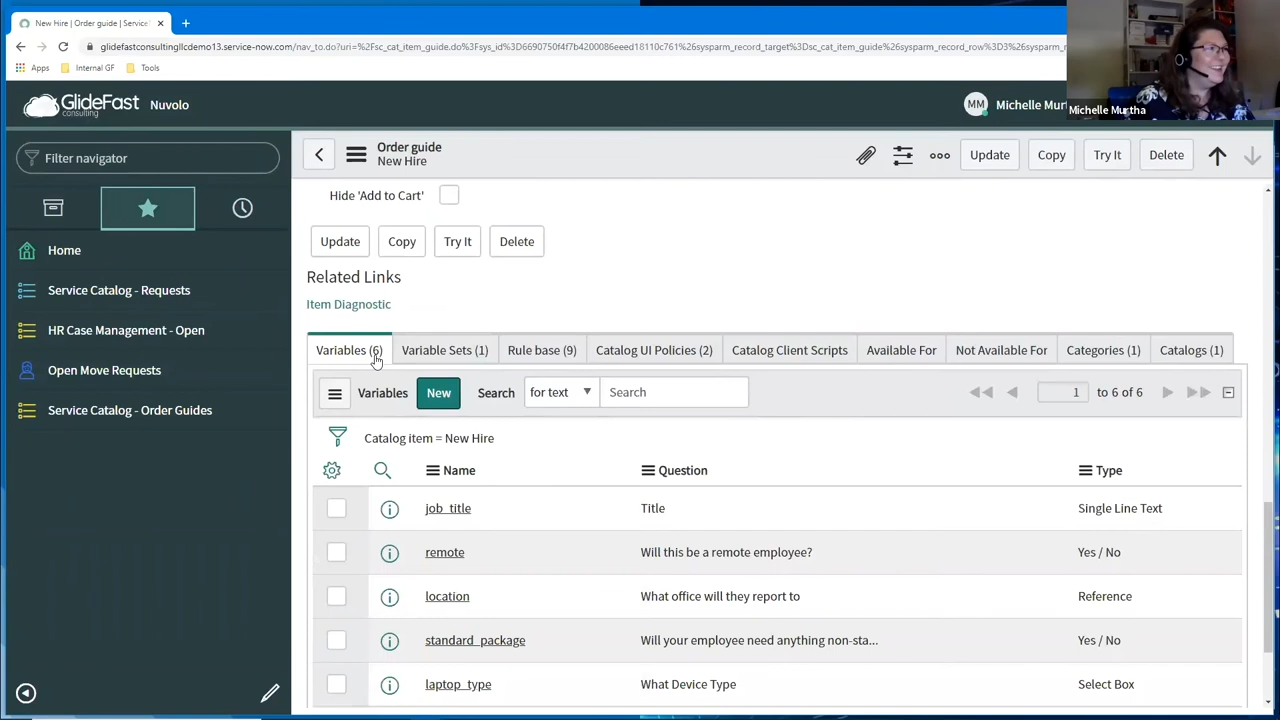 New Hire | Order guide | Service
glidefastconsultingllcdemo13.service-now.com/nav_to.do?uri=%2Fsc_cat_item_guide.do%3Fsys_id%3D6690750f4f7b4200086eeed18110c761%26sysparm_record_target%3Dsc_cat_item_guide%26sysparm_record_row%3D3%26sysparm_r
Apps Internal GF Tools
GlideFast consulting Nuvolo
MM Michelle Murt
Michelle Murtha
Filter navigator
Order guide
New Hire
Update Copy Try It Delete
Home
Service Catalog - Requests
HR Case Management - Open
Open Move Requests
Service Catalog - Order Guides
Hide 'Add to Cart'
Update Copy Try It Delete
Related Links
Item Diagnostic
Variables (6) Variable Sets (1) Rule base (9) Catalog UI Policies (2) Catalog Client Scripts Available For Not Available For Categories (1) Catalogs (1)
Variables New Search for text Search 1 to 6 of 6
Catalog item = New Hire
Name Question Type
job_title Title Single Line Text
remote Will this be a remote employee? Yes / No
location What office will they report to Reference
standard_package Will your employee need anything non-sta... Yes / No
laptop_type What Device Type Select Box